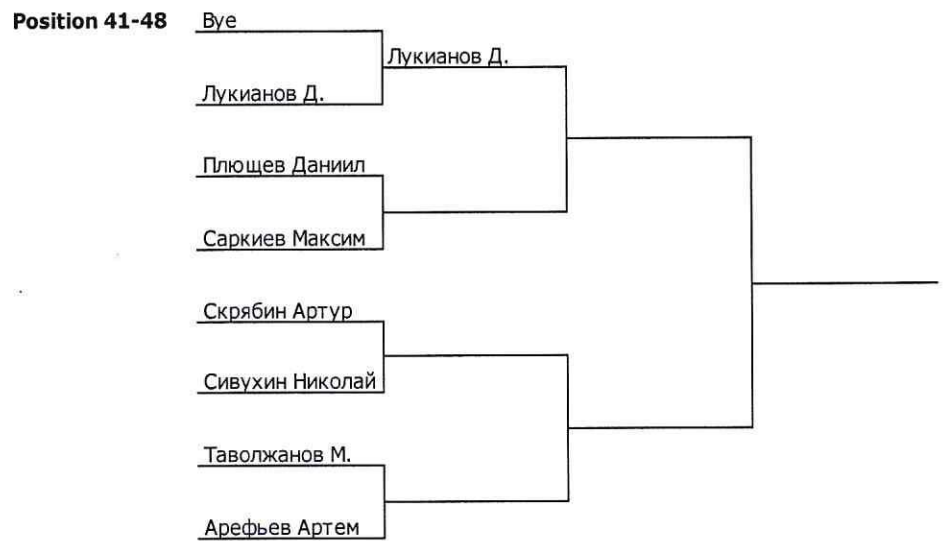 Position 41-48
Bye
Лукианов Д.
Лукианов Д.
Плющев Даниил
Саркиев Максим
Скрябин Артур
Сивухин Николай
Таволжанов М.
Арефьев Артем